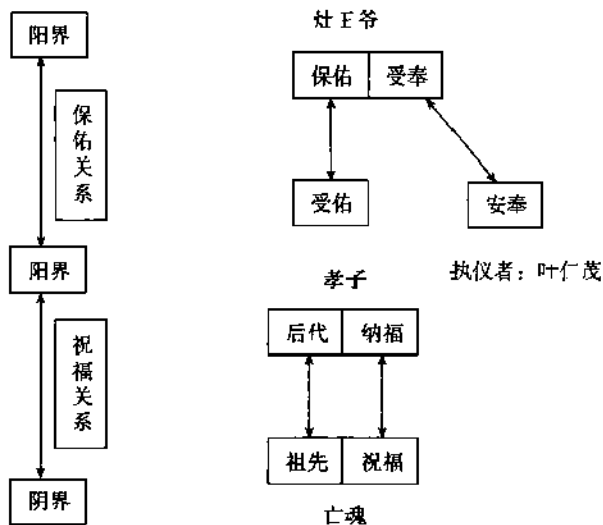 阳界
灶王爷
保佑 受奉
保佑关系
受佑
安奉
阳界
执仪者：叶仁茂
孝子
后代 纳福
祝福关系
祖先 祝福
阴界
亡魂